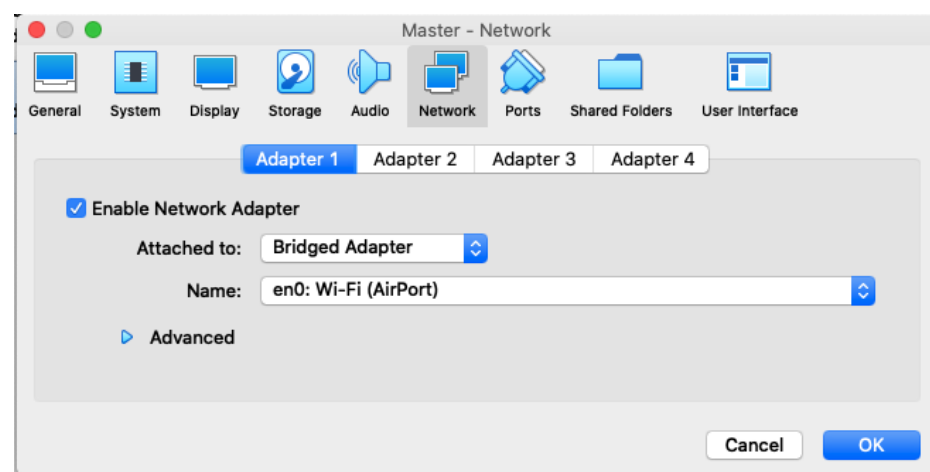 Master - Network
General System Display Storage Audio Network Ports Shared Folders User Interface
Adapter 1 Adapter 2 Adapter 3 Adapter 4
Enable Network Adapter
Attached to: Bridged Adapter
Name: en0: Wi-Fi (AirPort)
Advanced
Cancel OK